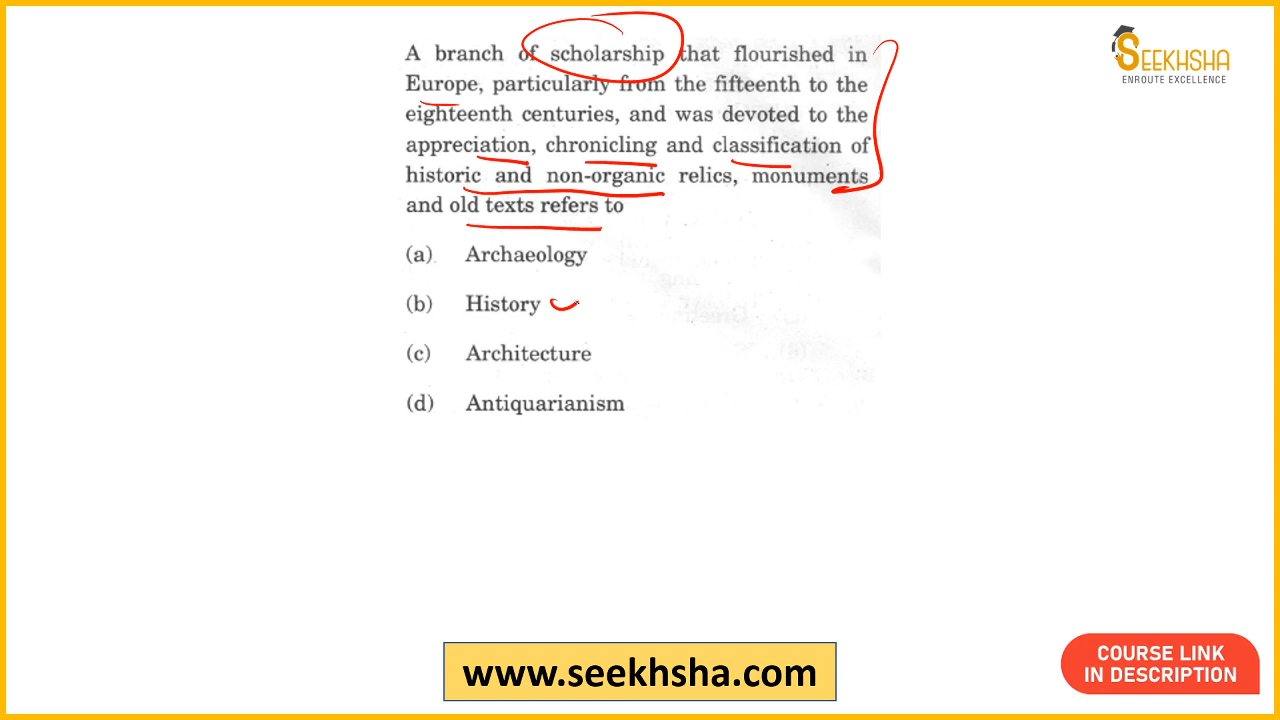 A branch of scholarship that flourished in
Europe, particularly from the fifteenth to the
eighteenth centuries, and was devoted to the
appreciation, chronicling and classification of
historic and non-organic relics, monuments
and old texts refers to
(a) Archaeology
(b) History
(c) Architecture
(d) Antiquarianism
SEEKHSHA
ENROUTE EXCELLENCE
www.seekhsha.com
COURSE LINK
IN DESCRIPTION